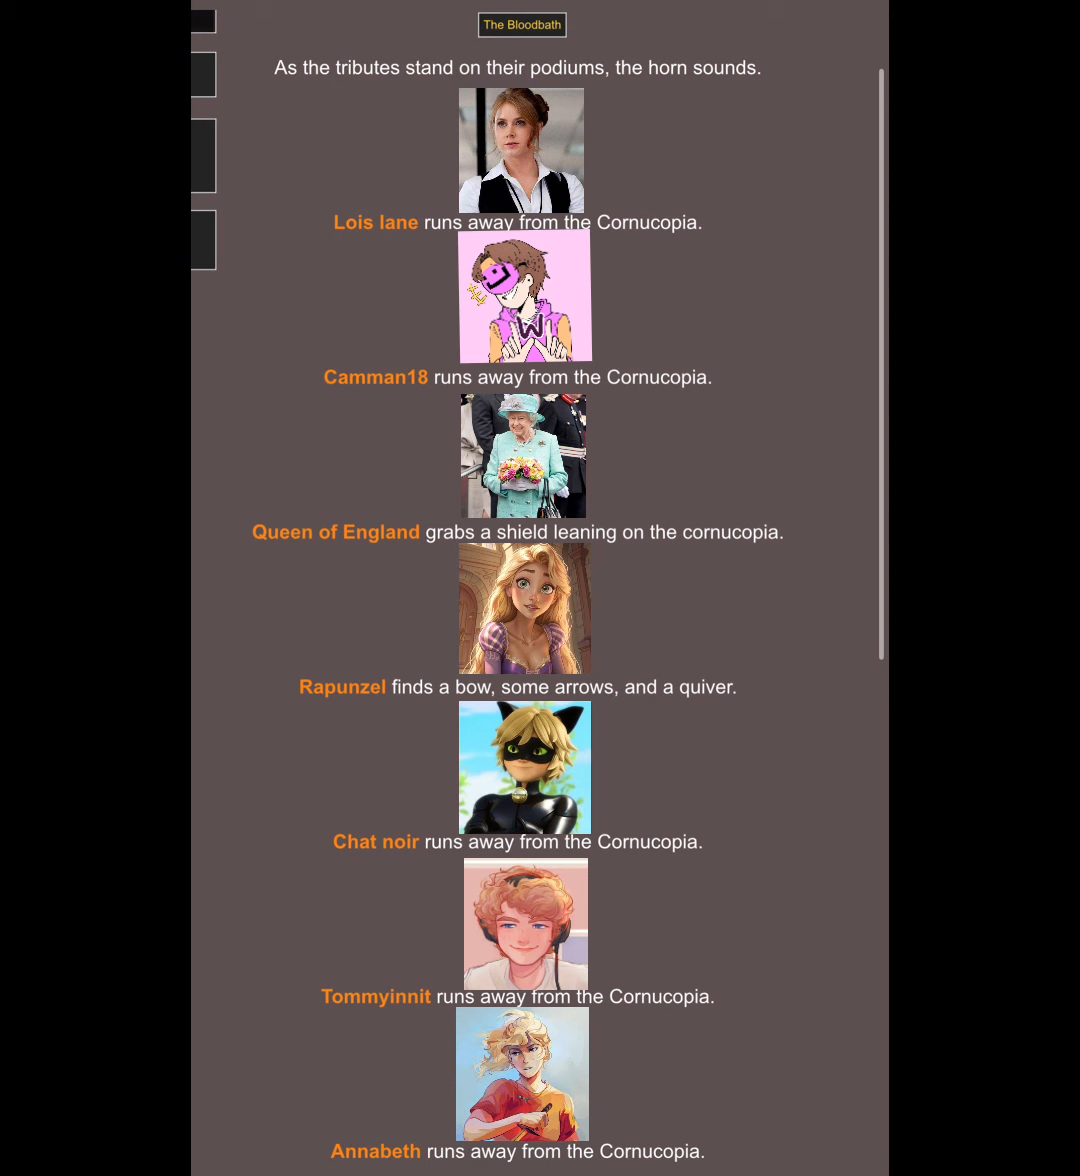 The Bloodbath
As the tributes stand on their podiums, the horn sounds.
Lois lane runs away from the Cornucopia.
W
Camman18 runs away from the Cornucopia.
Queen of England grabs a shield leaning on the cornucopia.
Rapunzel finds a bow, some arrows, and a quiver.
Chat noir runs away from the Cornucopia.
Tommyinnit runs away from the Cornucopia.
Annabeth runs away from the Cornucopia.